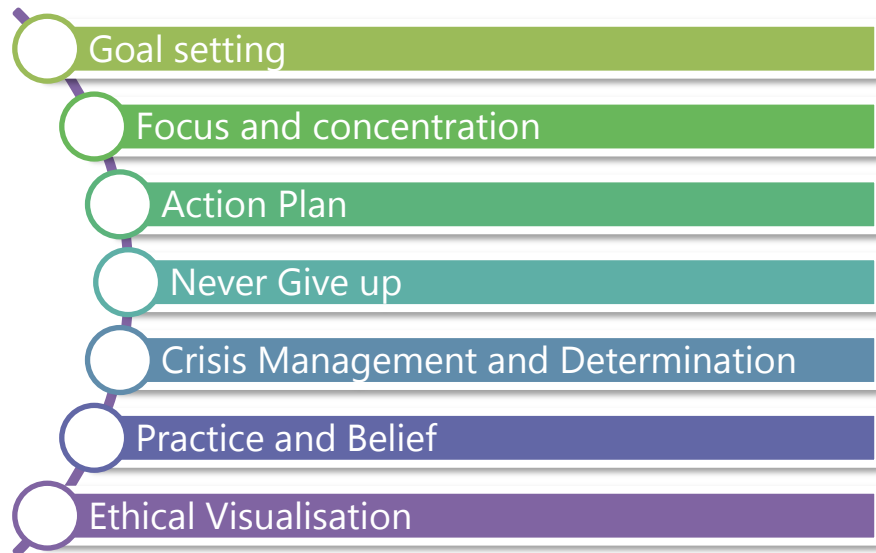 Goal setting
Focus and concentration
Action Plan
Never Give up
Crisis Management and Determination
Practice and Belief
Ethical Visualisation